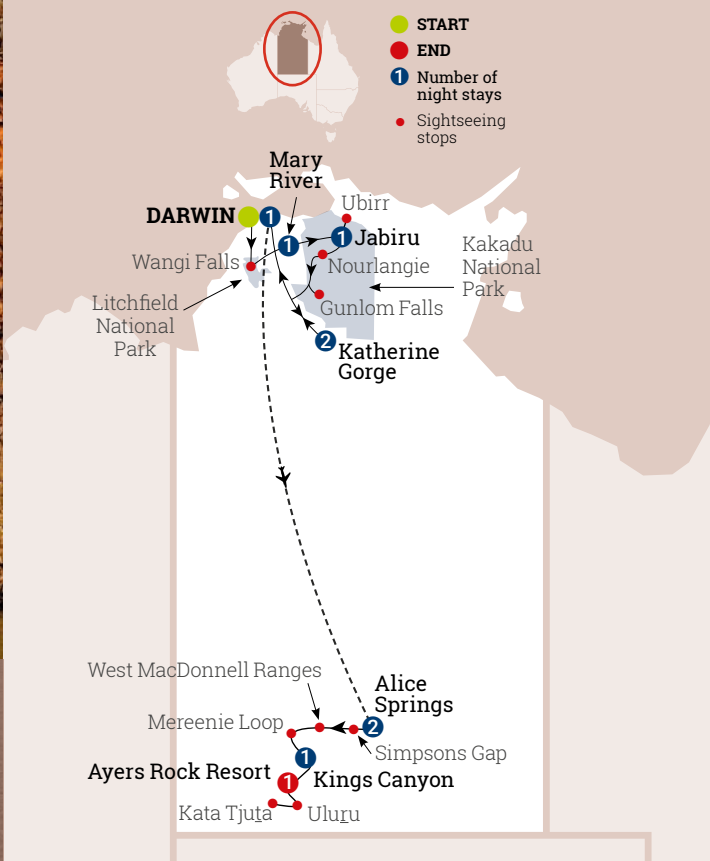 START
END
1 Number of
night stays
Sightseeing
stops
Mary
River
Ubirr
DARWIN 1
1
1 Jabiru
Wangi Falls
Nourlangie
Kakadu
National
Park
Litchfield
National
Park
Gunlom Falls
2 Katherine
Gorge
West MacDonnell Ranges
Alice
Springs
Mereenie Loop
2
Simpsons Gap
1
Ayers Rock Resort 1 Kings Canyon
Kata Tjuṯa
Uluṟu